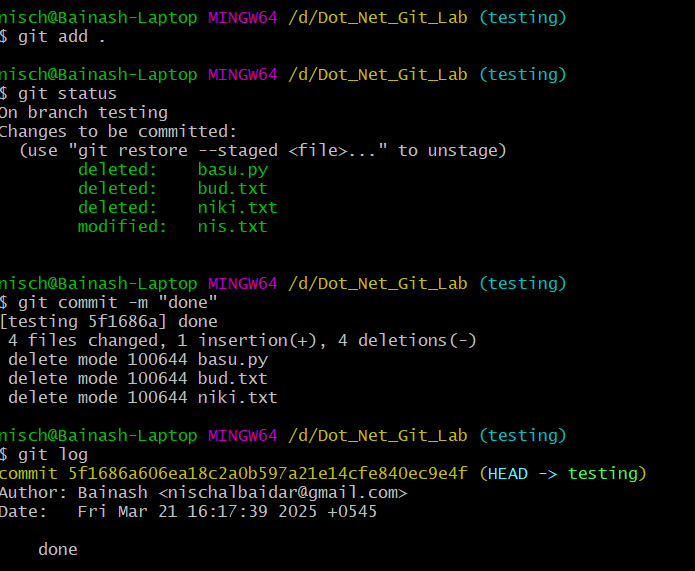 nisch@Bainash-Laptop MINGW64 /d/Dot_Net_Git_Lab (testing)
$ git add .
nisch@Bainash-Laptop MINGW64 /d/Dot_Net_Git_Lab (testing)
$ git status
On branch testing
Changes to be committed:
  (use "git restore --staged <file>..." to unstage)
        deleted:    basu.py
        deleted:    bud.txt
        deleted:    niki.txt
        modified:   nis.txt
nisch@Bainash-Laptop MINGW64 /d/Dot_Net_Git_Lab (testing)
$ git commit -m "done"
[testing 5f1686a] done
 4 files changed, 1 insertion(+), 4 deletions(-)
 delete mode 100644 basu.py
 delete mode 100644 bud.txt
 delete mode 100644 niki.txt
nisch@Bainash-Laptop MINGW64 /d/Dot_Net_Git_Lab (testing)
$ git log
commit 5f1686a606ea18c2a0b597a21e14cfe840ec9e4f (HEAD -> testing)
Author: Bainash <nischalbaidar@gmail.com>
Date:   Fri Mar 21 16:17:39 2025 +0545
    done